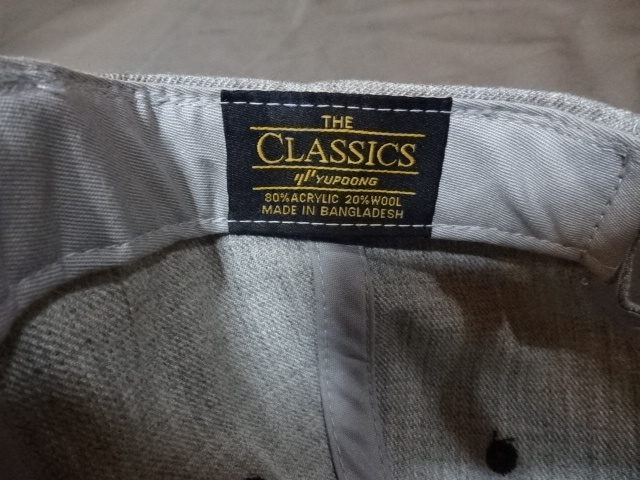 THE
CLASSICS
YUPOONG
80% ACRYLIC 20% WOOL
MADE IN BANGLADESH